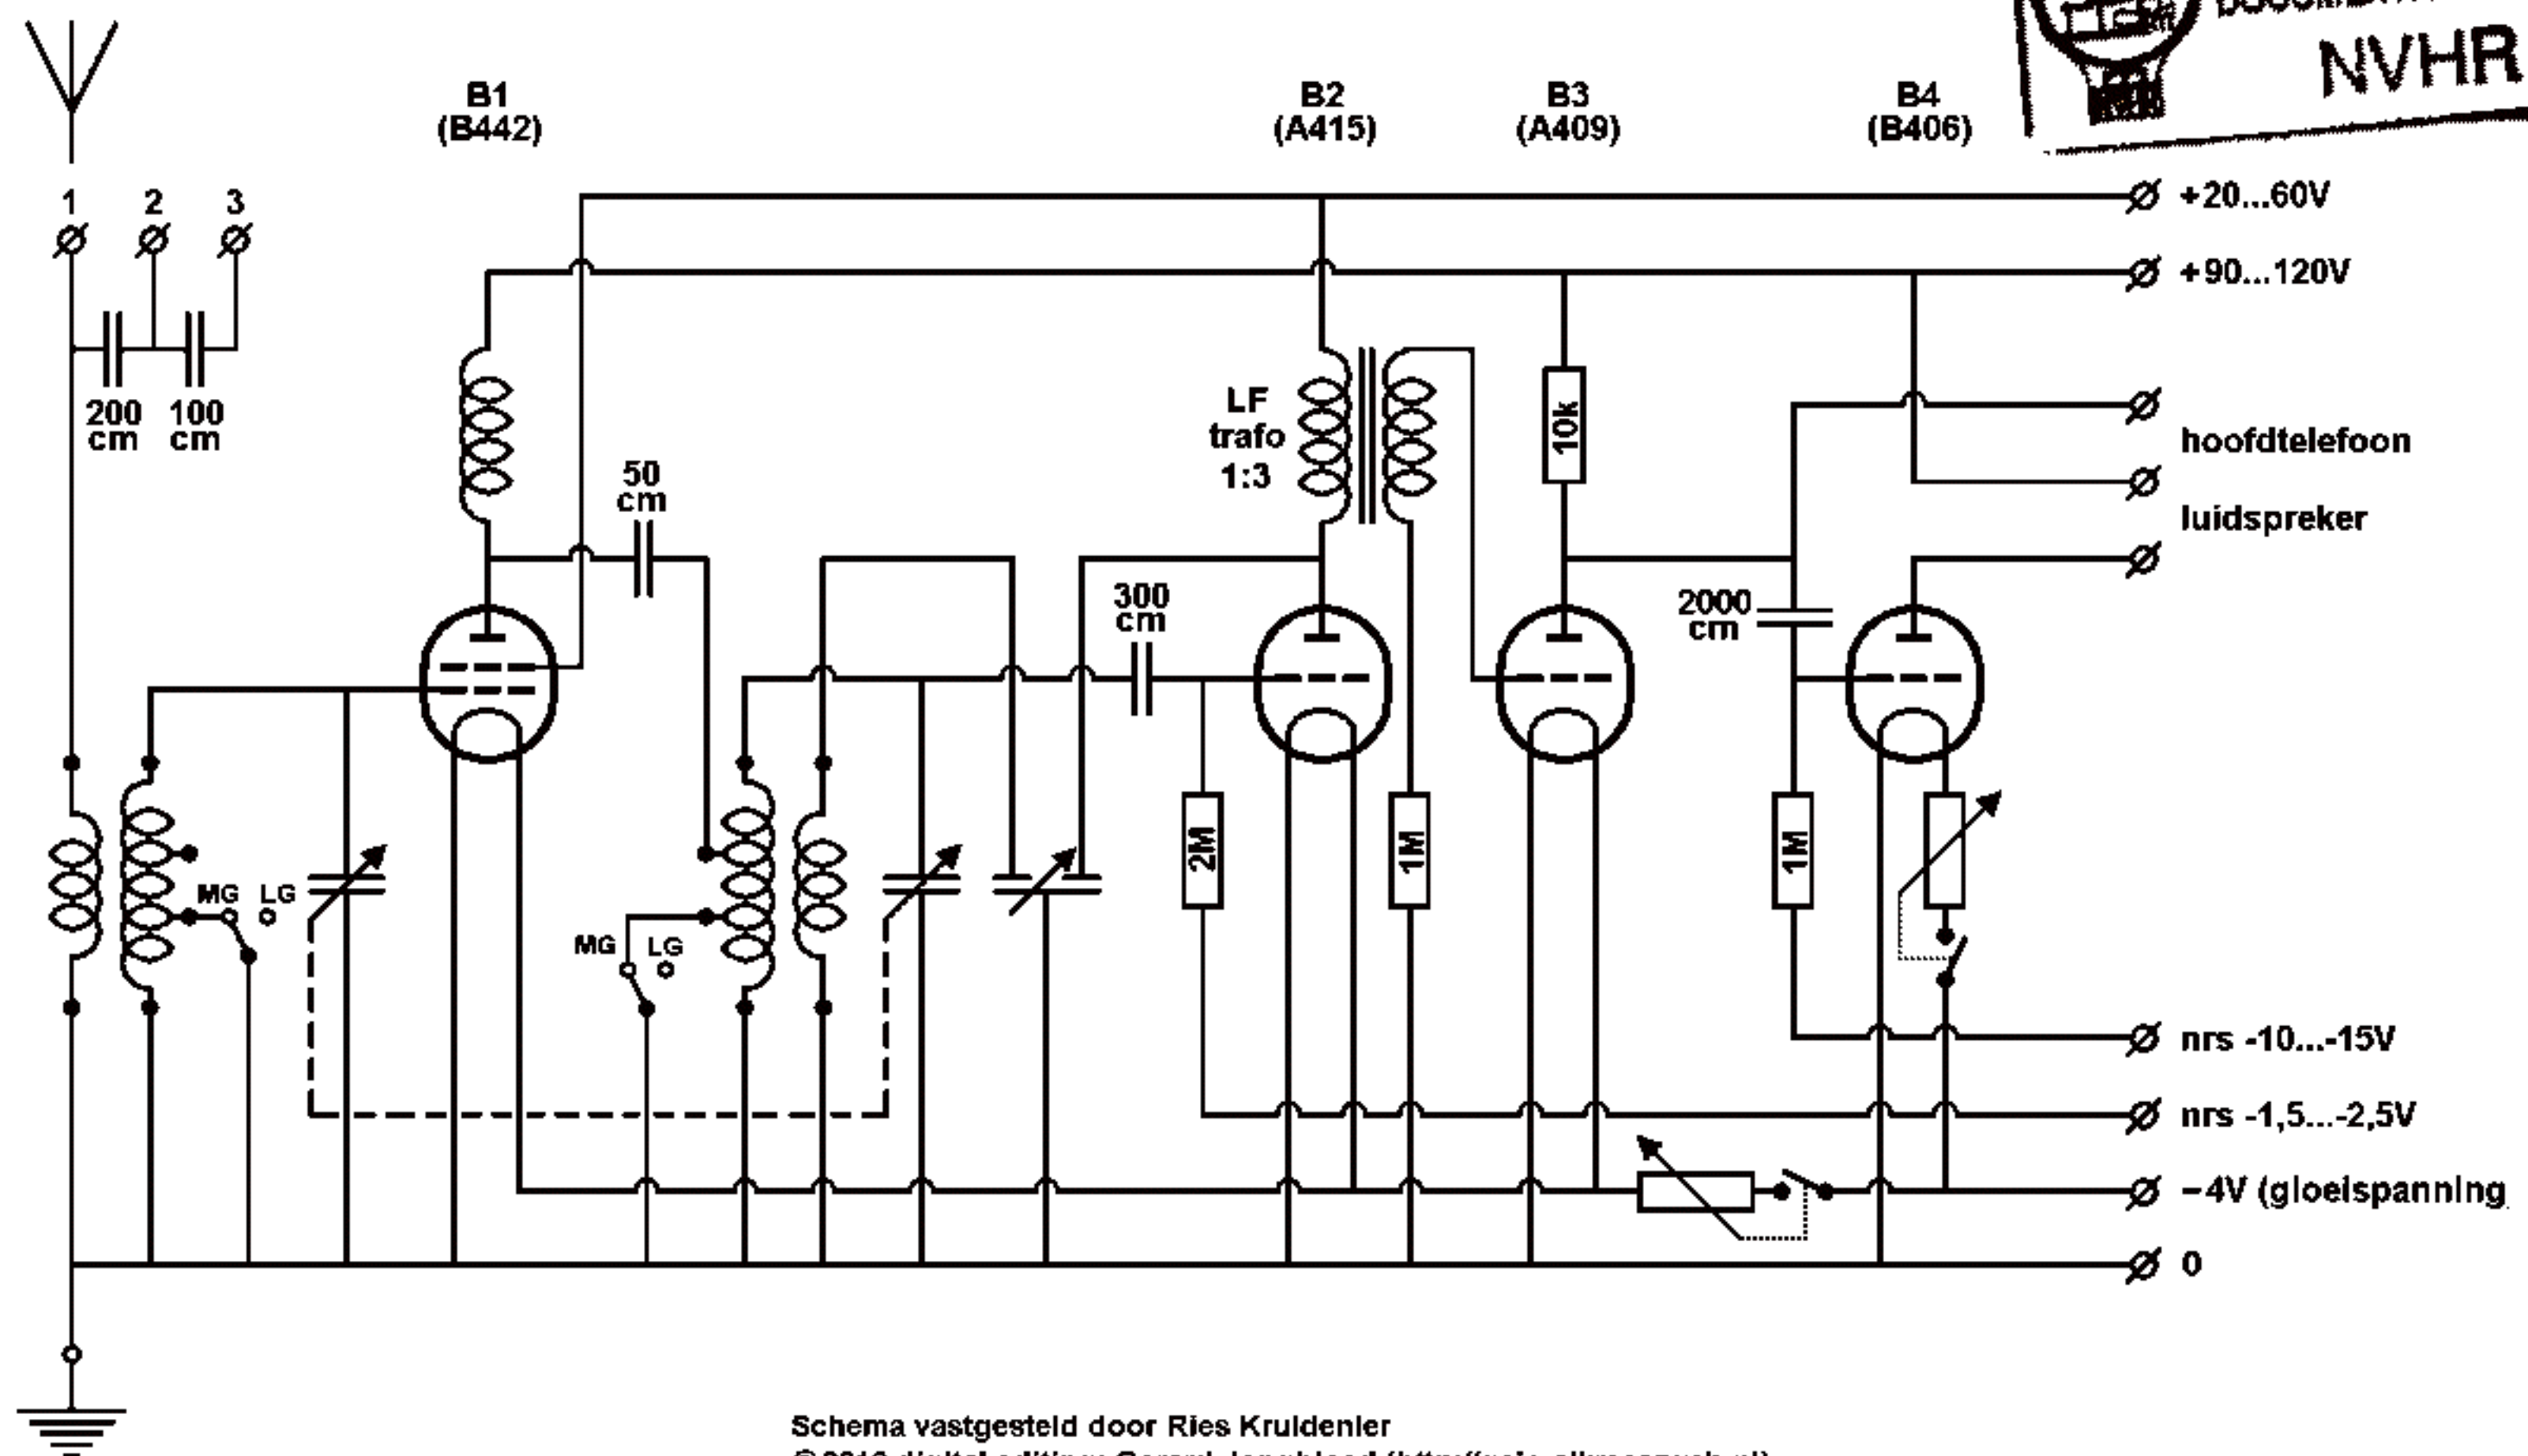 NVHR
B1
(B442)
B2
(A415)
B3
(A409)
B4
(B406)
1
2
3
+20...60V
+90...120V
200
cm
100
cm
50
cm
LF
trafo
1:3
10k
hoofdtelefoon
luidspreker
300
cm
2000
cm
MG
LG
MG
LG
2M
1M
1M
nrs -10...-15V
nrs -1,5...-2,5V
−4V (gloeispanning
0
Schema vastgesteld door Ries Kruidenier